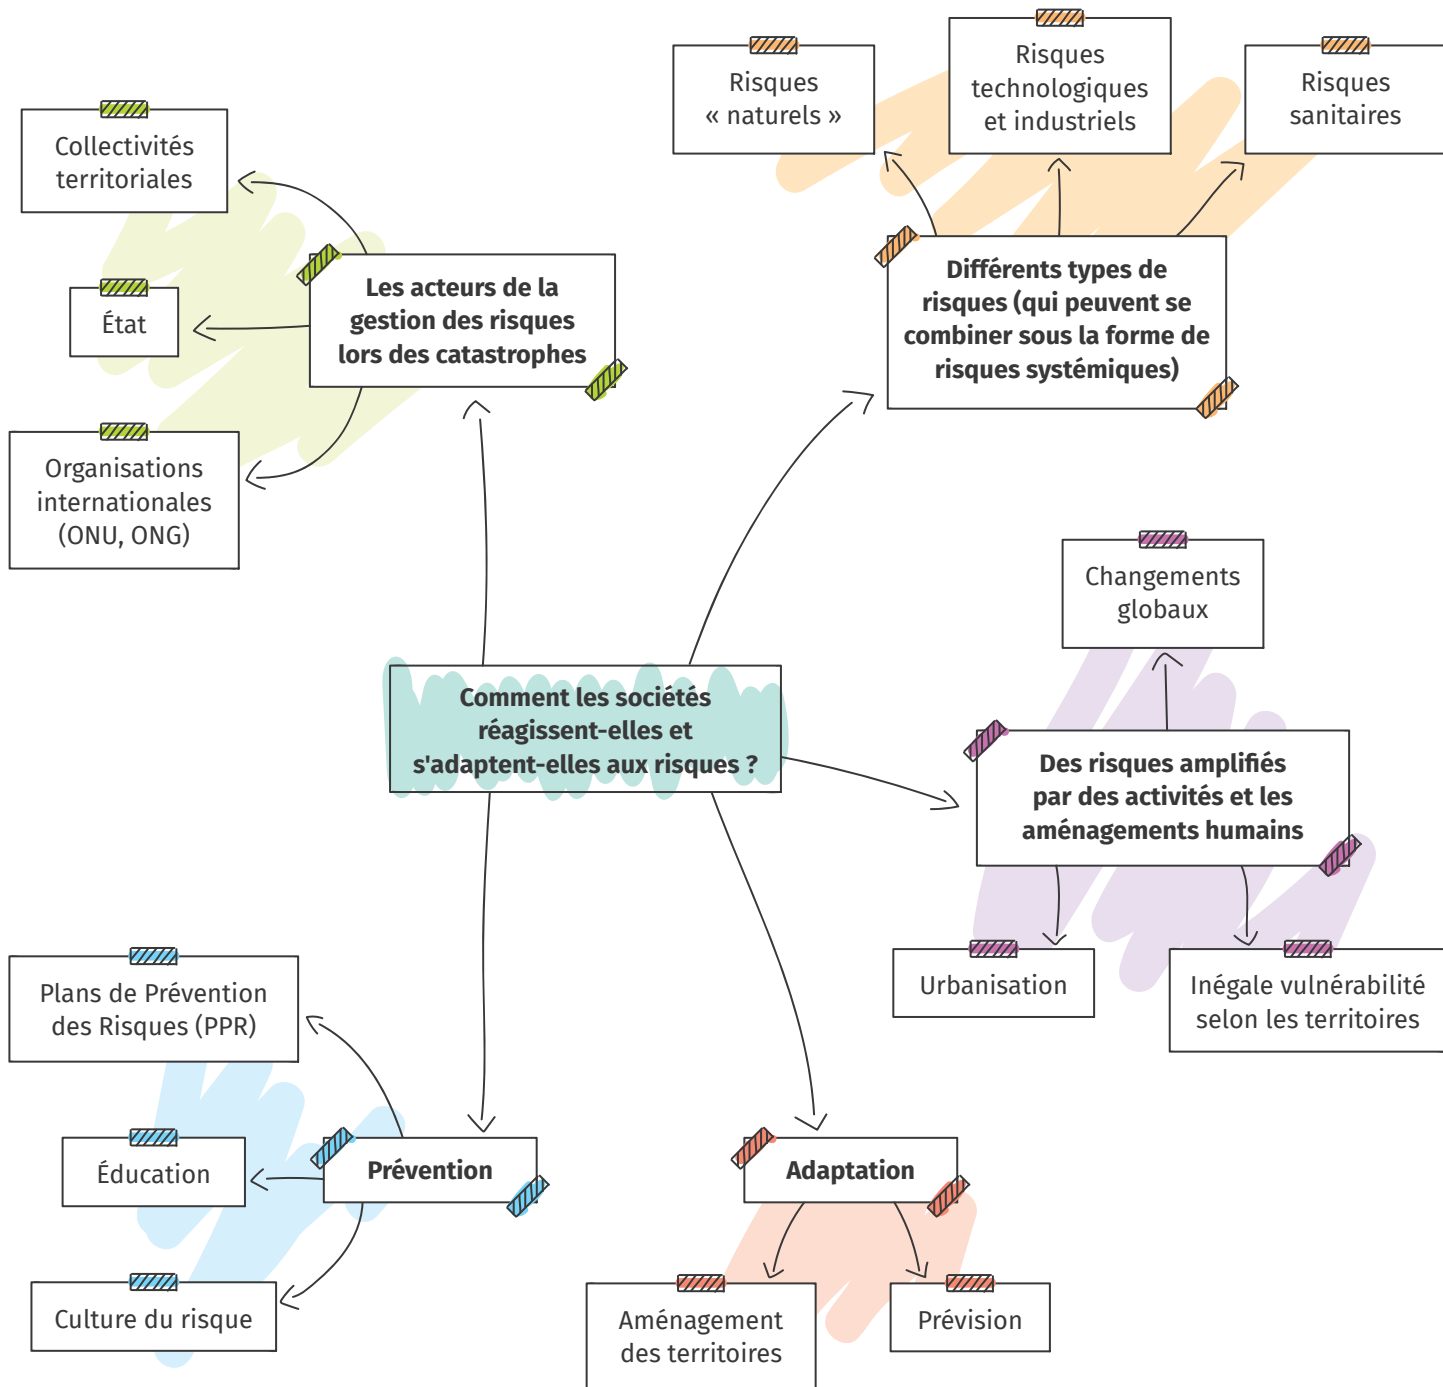 Risques
« naturels »
Risques
technologiques
et industriels
Risques
sanitaires
Différents types de
risques (qui peuvent se
combiner sous la forme de
risques systémiques)
Collectivités
territoriales
État
Organisations
internationales
(ONU, ONG)
Les acteurs de la
gestion des risques
lors des catastrophes
Comment les sociétés
réagissent-elles et
s'adaptent-elles aux risques ?
Changements
globaux
Des risques amplifiés
par des activités et les
aménagements humains
Urbanisation
Inégale vulnérabilité
selon les territoires
Plans de Prévention
des Risques (PPR)
Éducation
Culture du risque
Prévention
Adaptation
Aménagement
des territoires
Prévision